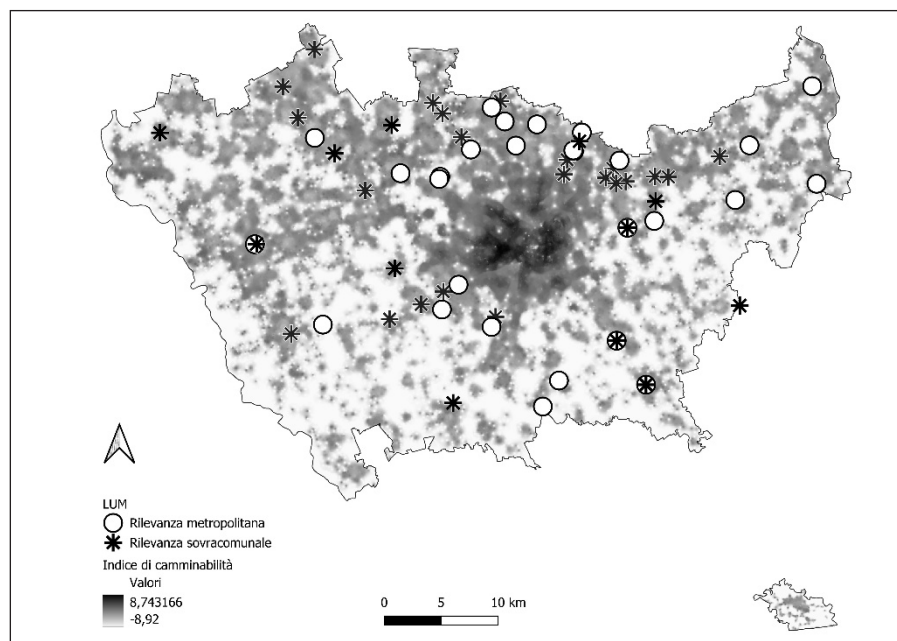 LUM
Rilevanza metropolitana
Rilevanza sovracomunale
Indice di camminabilità
Valori
8,743166
-8,92
0 5 10 km